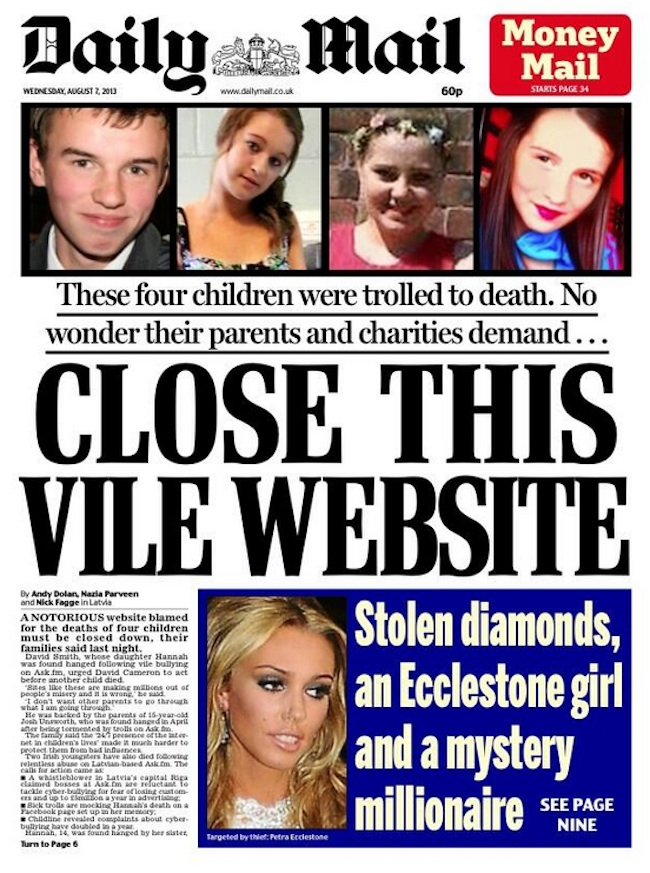 Daily Mail
Money
Mail
STARTS PAGE 34
WEDNESDAY, AUGUST 7, 2013
www.dailymail.co.uk
60p
These four children were trolled to death. No
wonder their parents and charities demand . . .
CLOSE THIS
VILE WEBSITE
By Andy Dolan, Nazia Parveen
and Nick Fagge in Latvia
A NOTORIOUS website blamed
for the deaths of four children
must be closed down, their
families said last night.
David Smith, whose daughter Hannah
was found hanged following vile bullying
on Ask.fm, urged David Cameron to act
before another child died.
'Sites like these are making millions out of
people's misery and it is wrong,' he said.
'I don't want other parents to go through
what I am going through.'
He was backed by the parents of 15-year-old
Josh Unsworth, who was found hanged in April
after being tormented by trolls on Ask.fm.
The family said the '24/7 presence of the inter-
net in children's lives' made it much harder to
protect them from bad influences.
Two Irish youngsters have also died following
relentless abuse on Latvian-based Ask.fm. The
calls for action came as:
■ A whistleblower in Latvia's capital Riga
claimed bosses at Ask.fm are reluctant to
tackle cyber-bullying for fear of losing custom-
ers and up to £5million a year in advertising;
■ Sick trolls are mocking Hannah's death on a
Facebook page set up in her memory;
■ Childline revealed complaints about cyber-
bullying have doubled in a year.
Hannah, 14, was found hanged by her sister,
Turn to Page 6
Stolen diamonds,
an Ecclestone girl
and a mystery
millionaire
SEE PAGE
NINE
Targeted by thief: Petra Ecclestone